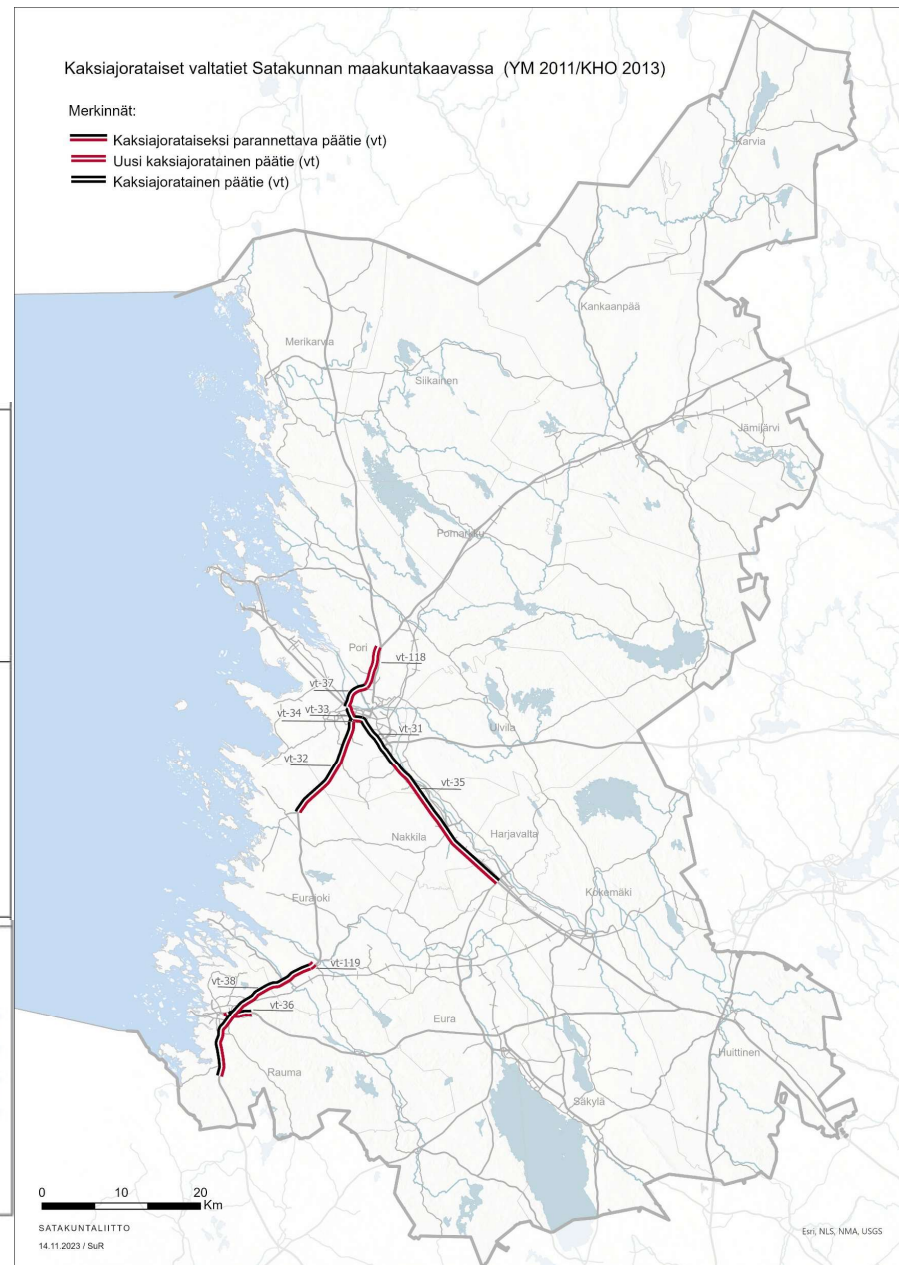 Kaksiajorataiset valtatiet Satakunnan maakuntakaavassa (YM 2011/KHO 2013)
Merkinnät:
Kaksiajorataiseksi parannettava päätie (vt)
Uusi kaksiajoratainen päätie (vt)
Kaksiajoratainen päätie (vt)
Karvia
Kankaanpää
Merikarvia
Siikainen
Jämijärvi
Pomarkku
Pori
vt-118
vt-37
vt-33
vt-34
vt-31
Ulvila
vt-32
vt-35
Nakkila
Harjavalta
Kokemäki
Eurajoki
vt-119
vt-38
vt-36
Eura
Huittinen
Rauma
Säkylä
0 10 20
Km
SATAKUNTALIITTO
14.11.2023 / SuR
Esri, NLS, NMA, USGS